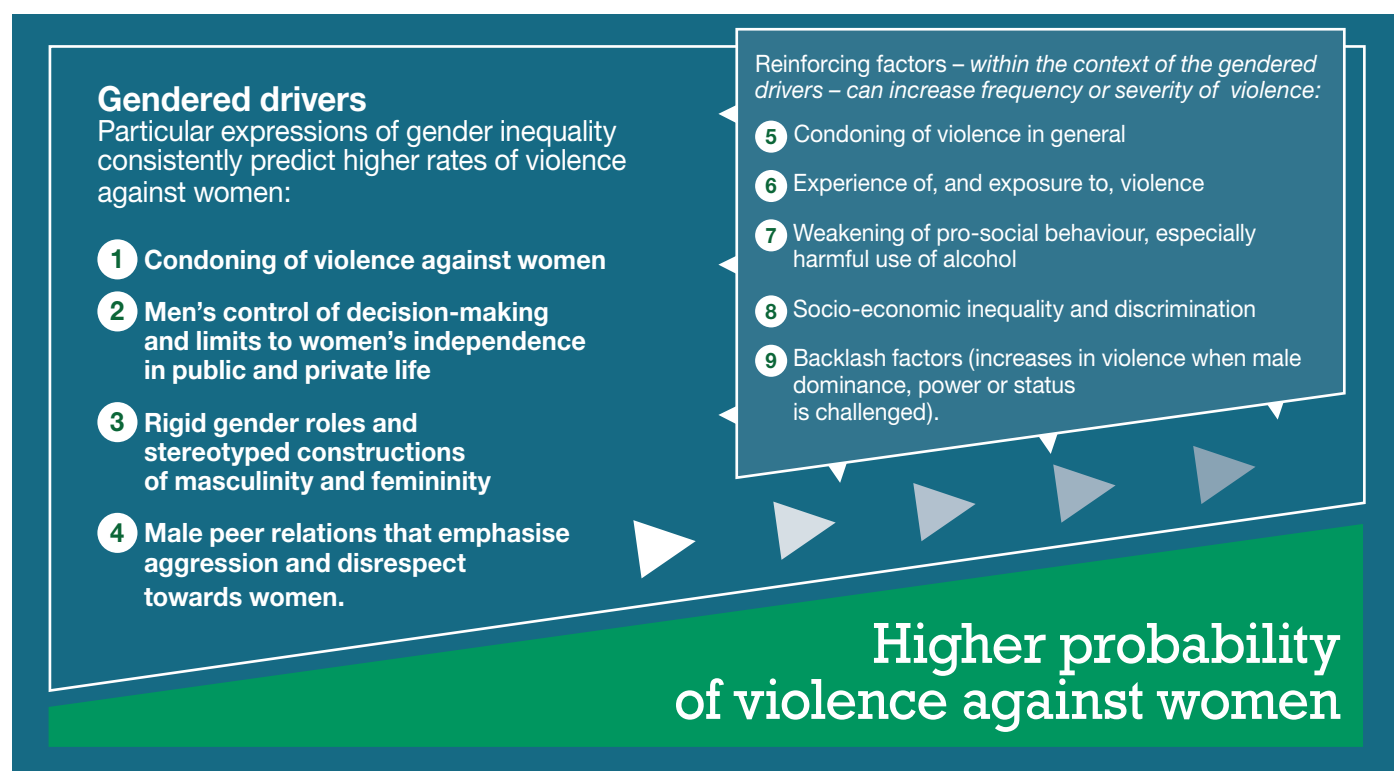 Gendered drivers
Particular expressions of gender inequality
consistently predict higher rates of violence
against women:
1 Condoning of violence against women
2 Men’s control of decision-making
and limits to women’s independence
in public and private life
3 Rigid gender roles and
stereotyped constructions
of masculinity and femininity
4 Male peer relations that emphasise
aggression and disrespect
towards women.
Reinforcing factors – within the context of the gendered
drivers – can increase frequency or severity of violence:
5 Condoning of violence in general
6 Experience of, and exposure to, violence
7 Weakening of pro-social behaviour, especially
harmful use of alcohol
8 Socio-economic inequality and discrimination
9 Backlash factors (increases in violence when male
dominance, power or status
is challenged).
Higher probability
of violence against women